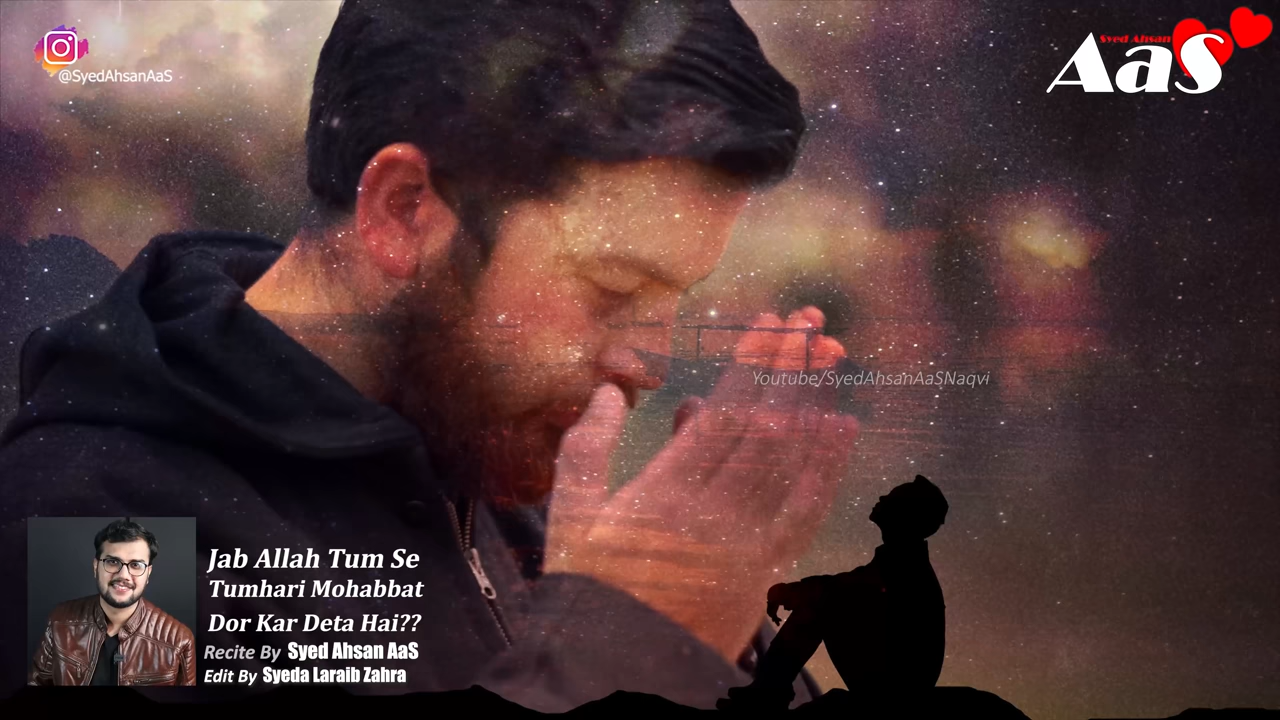 @SyedAhsanAaS
Syed Ahsan
AaS
Youtube/SyedAhsanAaSNaqvi
Jab Allah Tum Se
Tumhari Mohabbat
Dor Kar Deta Hai??
Recite By Syed Ahsan AaS
Edit By Syeda Laraib Zahra